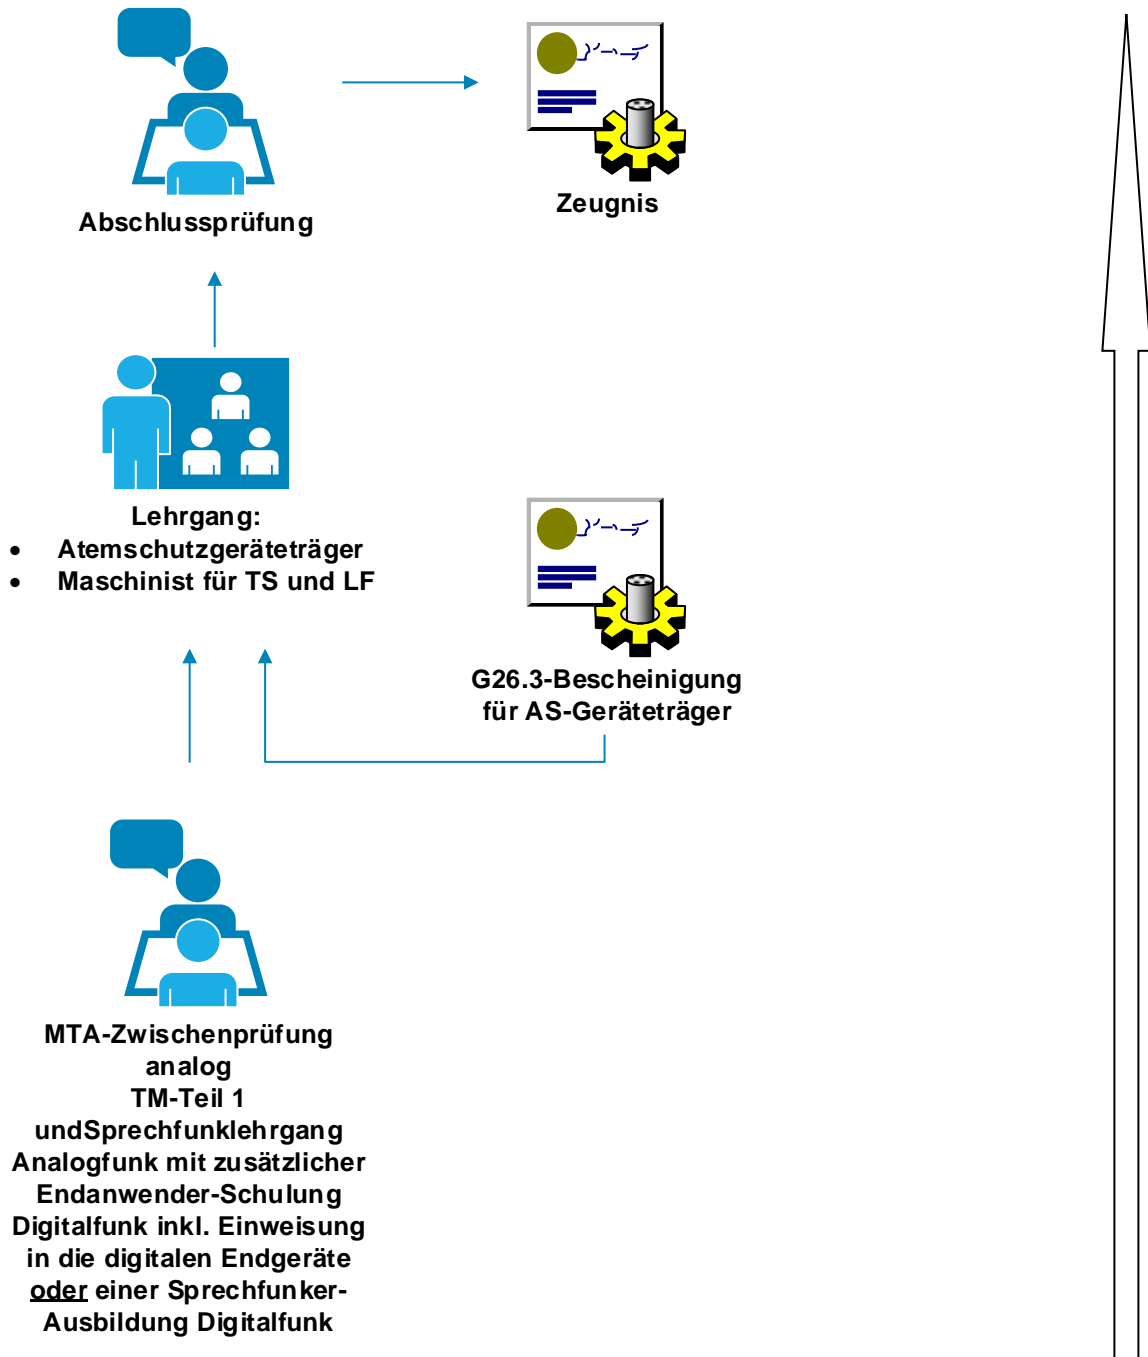 Abschlussprüfung
Zeugnis
Lehrgang:
• Atemschutzgeräteträger
• Maschinist für TS und LF
G26.3-Bescheinigung
für AS-Geräteträger
MTA-Zwischenprüfung
analog
TM-Teil 1
undSprechfunklehrgang
Analogfunk mit zusätzlicher
Endanwender-Schulung
Digitalfunk inkl. Einweisung
in die digitalen Endgeräte
oder einer Sprechfunker-
Ausbildung Digitalfunk